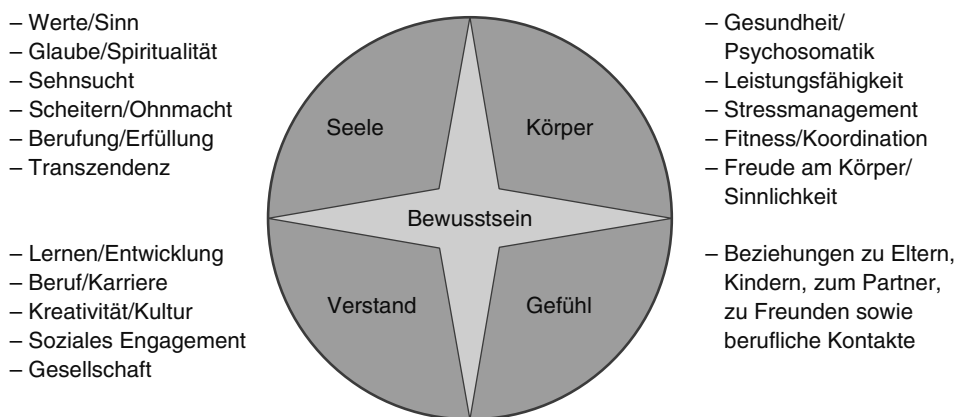 – Werte/Sinn
– Glaube/Spiritualität
– Sehnsucht
– Scheitern/Ohnmacht
– Berufung/Erfüllung
– Transzendenz
Seele
Körper
– Gesundheit/
Psychosomatik
– Leistungsfähigkeit
– Stressmanagement
– Fitness/Koordination
– Freude am Körper/
Sinnlichkeit
Bewusstsein
– Lernen/Entwicklung
– Beruf/Karriere
– Kreativität/Kultur
– Soziales Engagement
– Gesellschaft
Verstand
Gefühl
– Beziehungen zu Eltern,
Kindern, zum Partner,
zu Freunden sowie
berufliche Kontakte